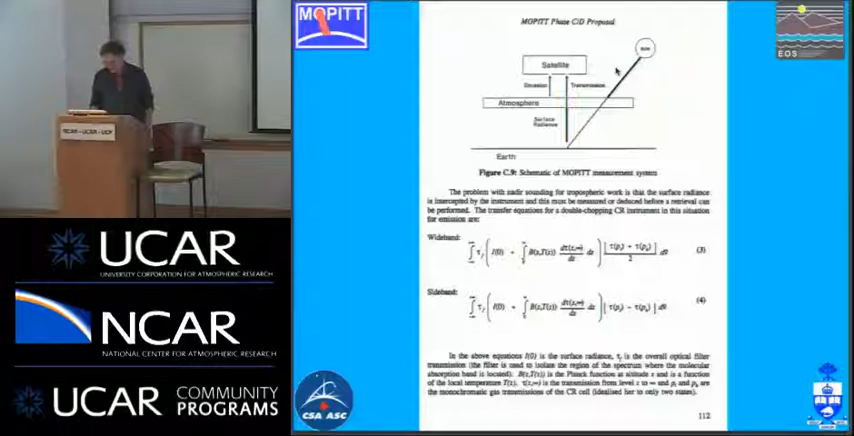 MOPITT
EOS
MOPITT Phase C/D Proposal
SUN
Satellite
Emission
Transmission
Atmosphere
Surface
Radiance
Earth
Figure C.9: Schematic of MOPITT measurement system
The problem with nadir sounding for tropospheric work is that the surface radiance
is intercepted by the instrument and this must be measured or deduced before a retrieval can
be performed. The transfer equations for a double-chopping CR instrument in this situation
for emission are:
Wideband:
(3)
Sideband:
(4)
In the above equations I(0) is the surface radiance, τf is the overall optical filter
transmission (the filter is used to isolate the region of the spectrum where the molecular
absorption band is located). B(z,T(z)) is the Planck function at altitude z and is a function
of the local temperature T(z). τ(z,∞) is the transmission from level z to ∞ and
the monochromatic gas transmissions of the CR cell (idealised her to only two states).
112
CSA ASC
NCAR-UCAR-UCP
UCAR
UNIVERSITY CORPORATION FOR ATMOSPHERIC RESEARCH
NCAR
NATIONAL CENTER FOR ATMOSPHERIC RESEARCH
UCAR COMMUNITY
PROGRAMS